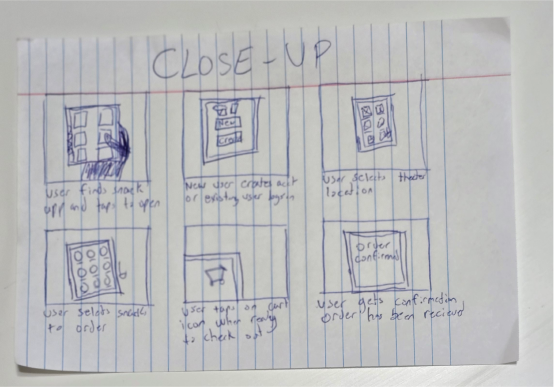 CLOSE-UP
New
User finds snack
app and taps to open
New user creates acct
or existing user log in
User selects theater
location
order
confirmed
User selects snacks
to order
User taps on cart
icon when ready
to check out
User gets confirmation
order has been recieved